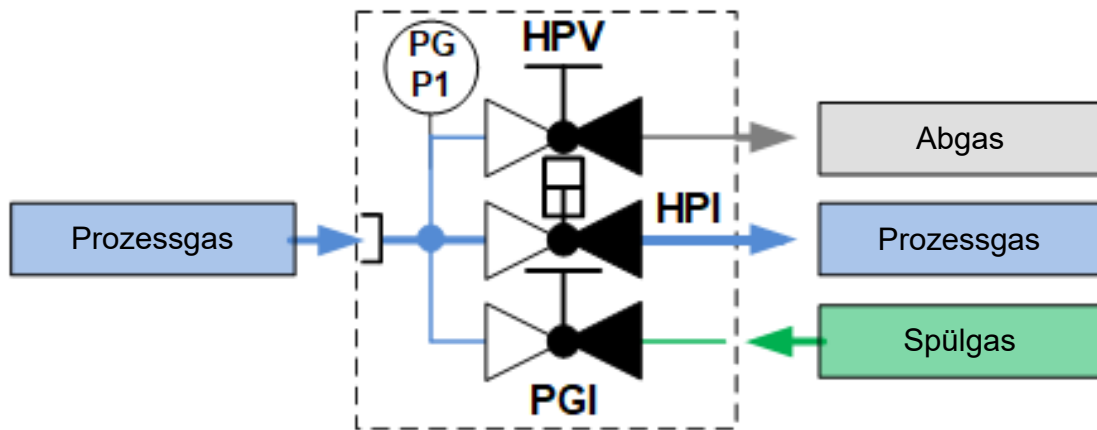 PG
P1
HPV
Abgas
Prozessgas
HPI
Prozessgas
Spülgas
PGI